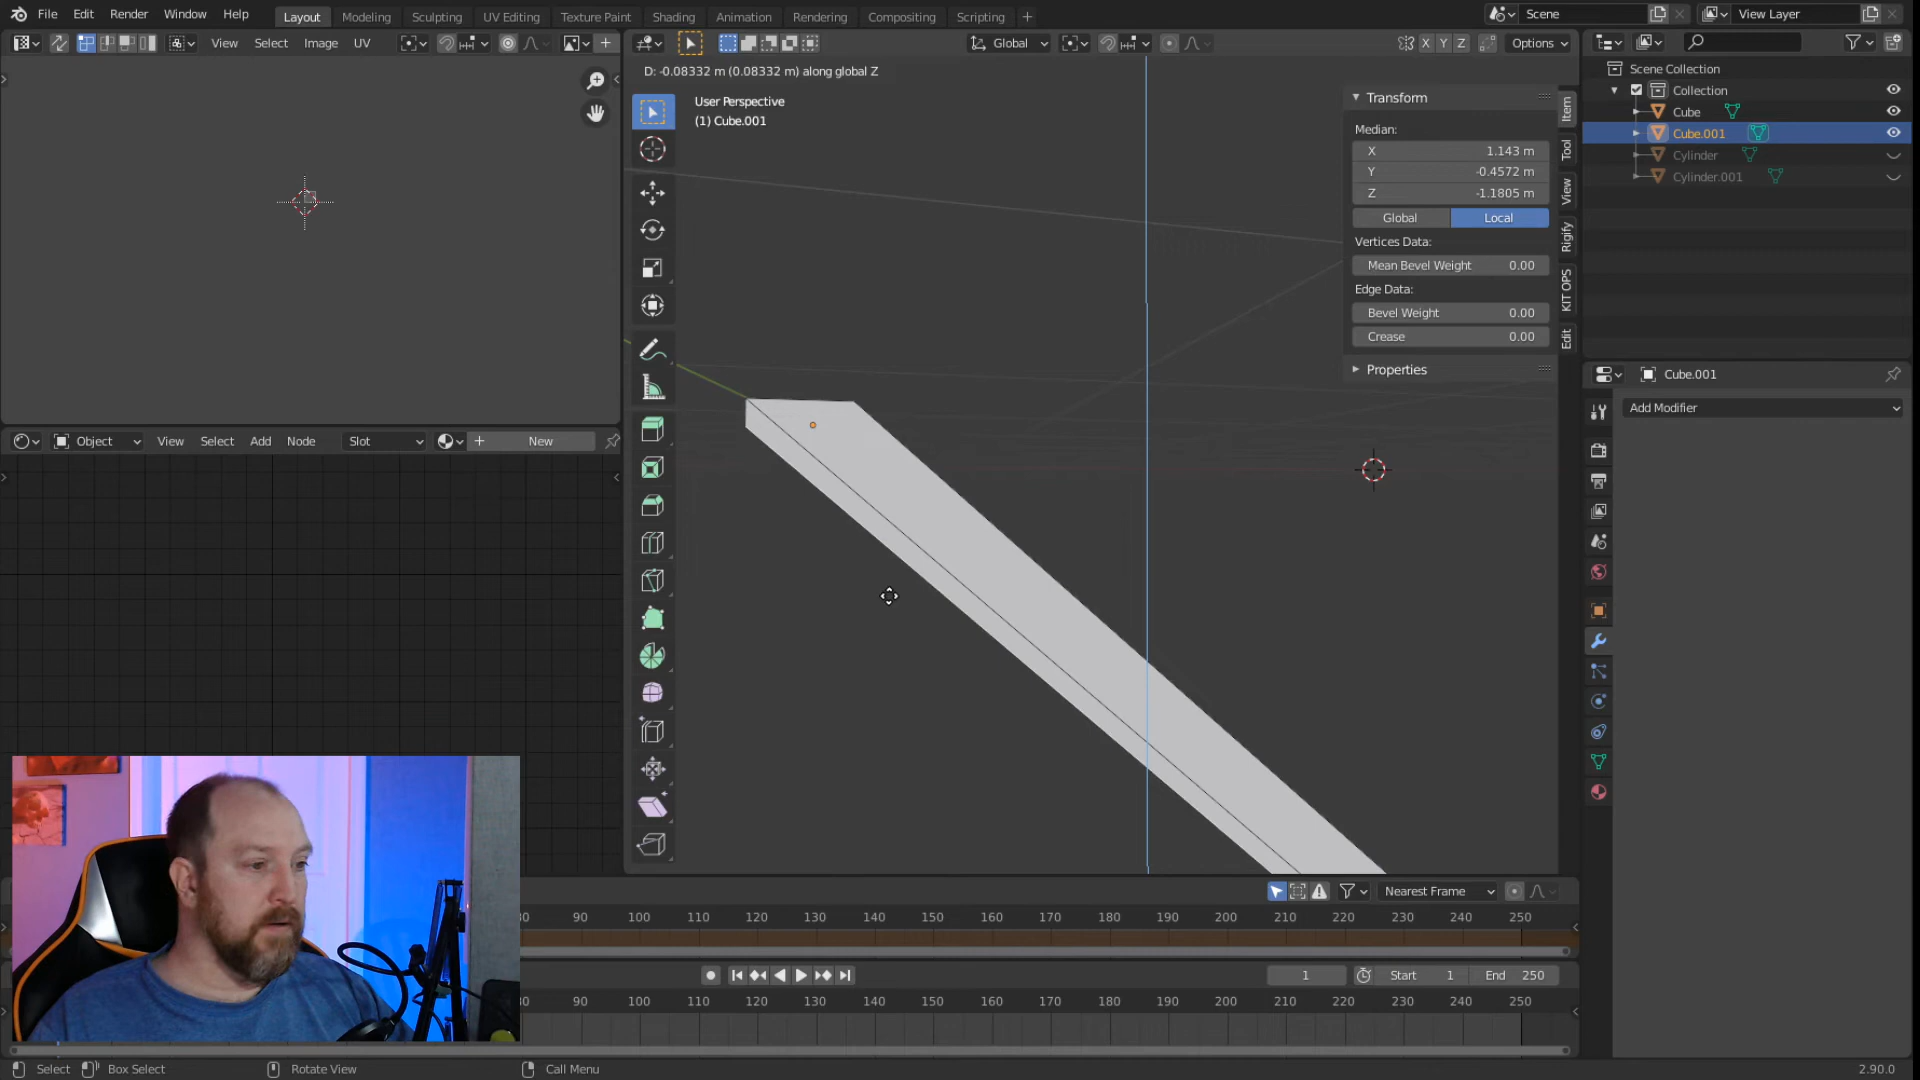 File Edit Render Window Help Layout Modeling Sculpting UV Editing Texture Paint Shading Animation Rendering Compositing Scripting + Scene View Layer
View Select Image UV Global X Y Z Options
D: -0.08332 m (0.08332 m) along global Z
User Perspective
(1) Cube.001
Transform
Median:
X 1.143 m
Y -0.4572 m
Z -1.1805 m
Global Local
Vertices Data:
Mean Bevel Weight 0.00
Edge Data:
Bevel Weight 0.00
Crease 0.00
Properties
Item
Tool
View
Rigify
KIT OPS
Edit
Scene Collection
Collection
Cube
Cube.001
Cylinder
Cylinder.001
Cube.001
Add Modifier
Object View Select Add Node Slot New
Nearest Frame
90 100 110 120 130 140 150 160 170 180 190 200 210 220 230 240 250
1 Start 1 End 250
90 100 110 120 130 140 150 160 170 180 190 200 210 220 230 240 250
Select Box Select Rotate View Call Menu 2.90.0